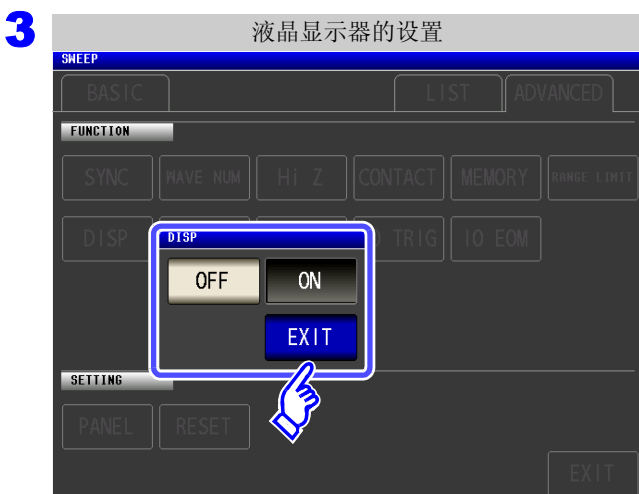 3
液晶显示器的设置
SWEEP
BASIC LIST ADVANCED
FUNCTION
SYNC WAVE NUM Hi Z CONTACT MEMORY RANGE LIMIT
DISP TRIG IO EOM
DISP
OFF ON
EXIT
SETTING
PANEL RESET
EXIT